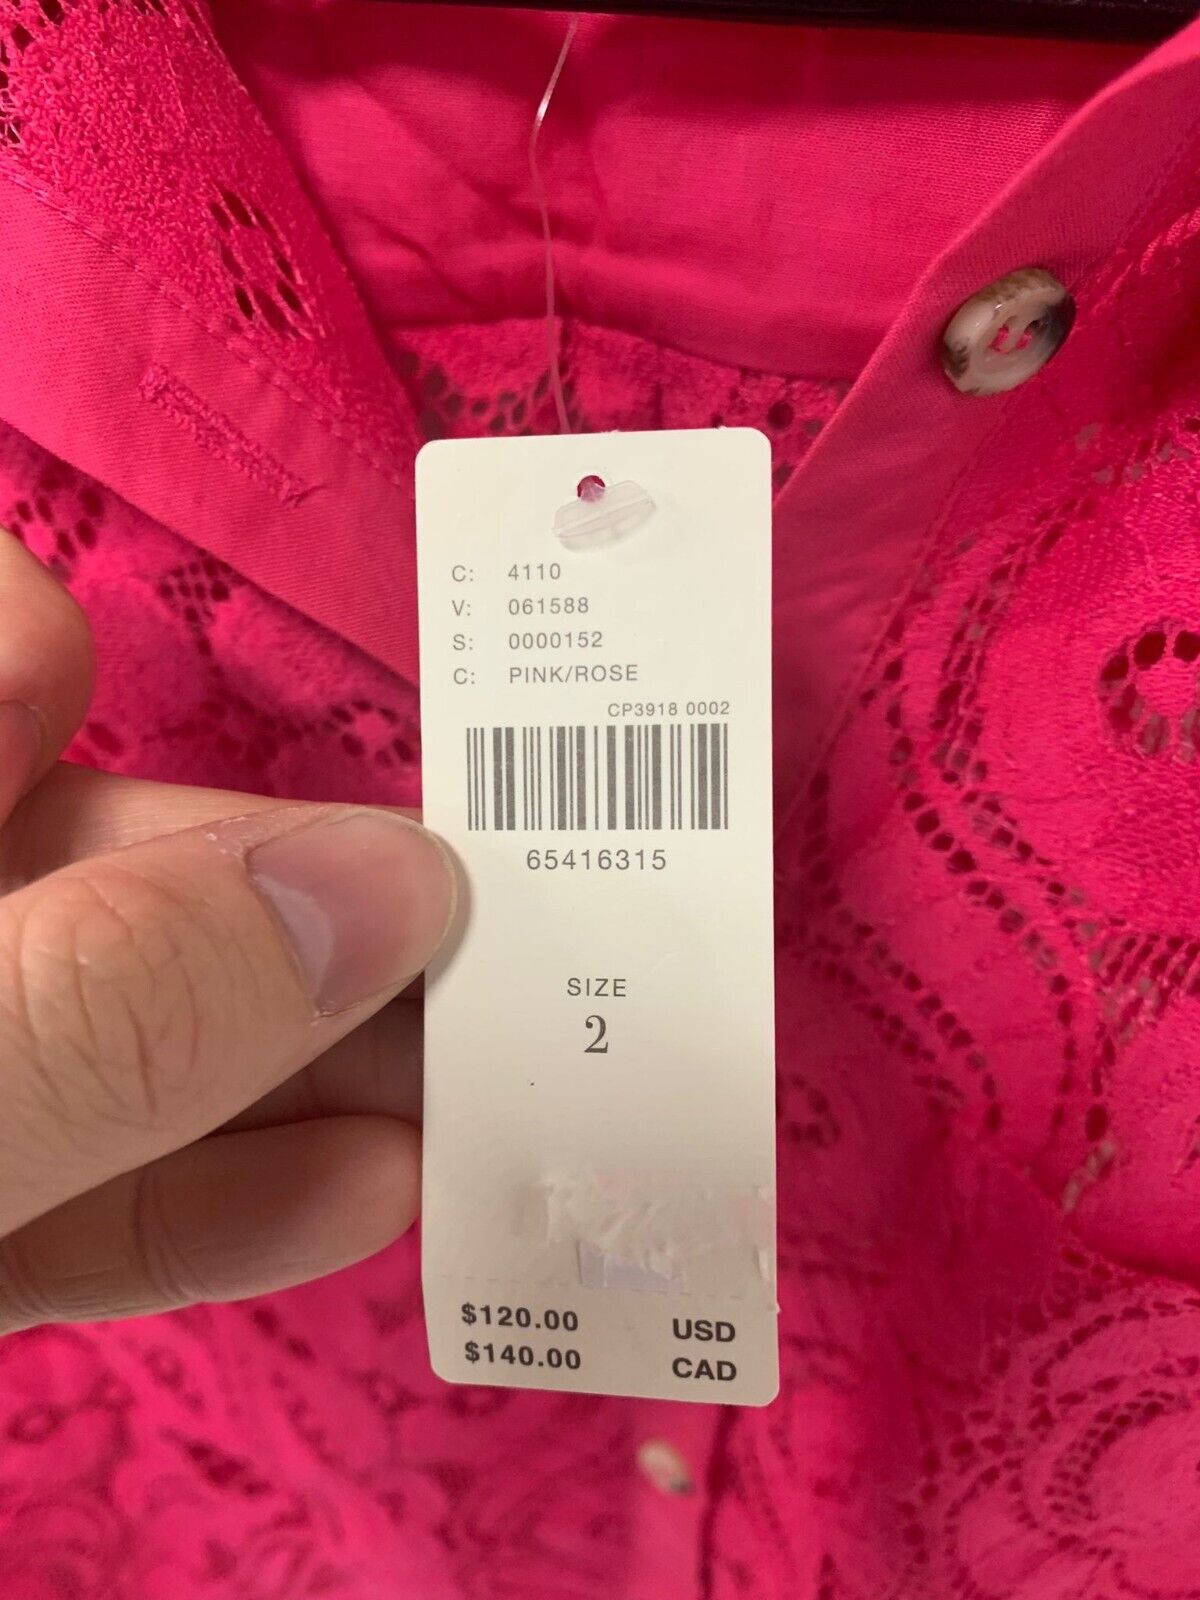 C: 4110
V: 061588
S: 0000152
C: PINK/ROSE
CP3918 0002
65416315
SIZE
2
$120.00 USD
$140.00 CAD